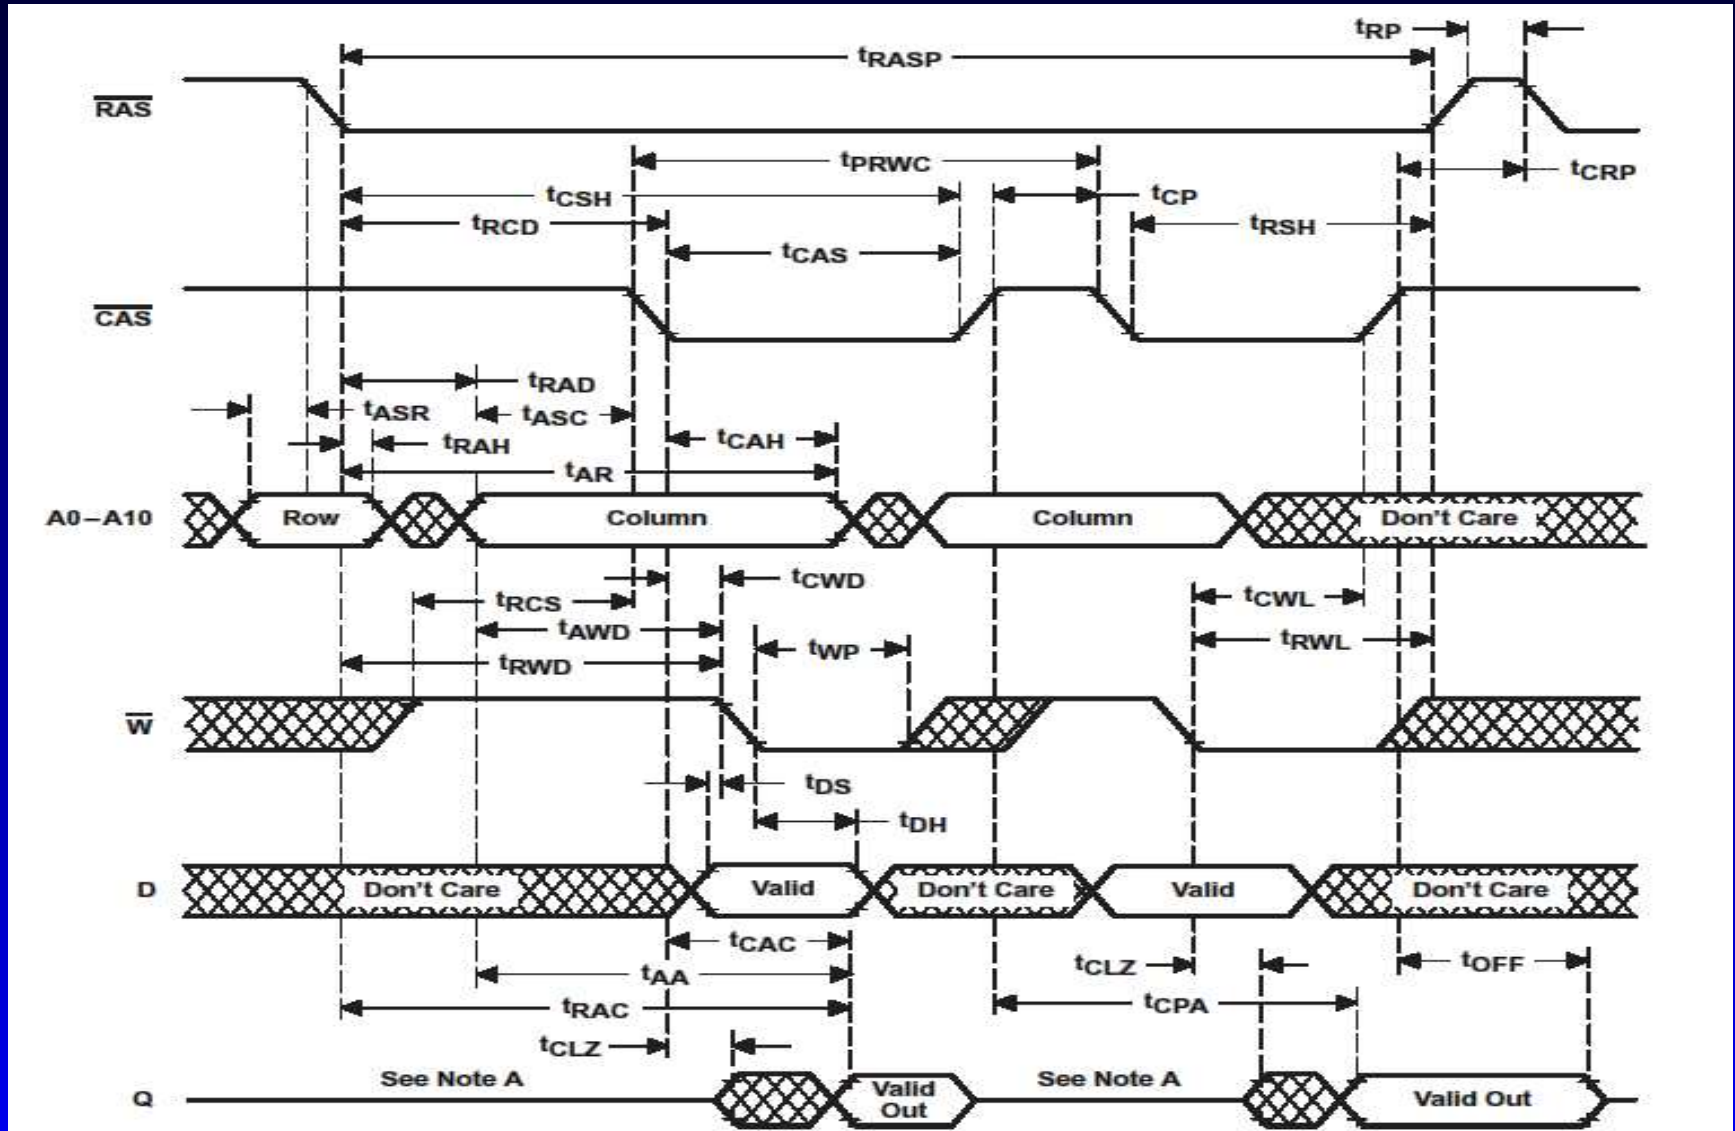 tRP
tRASP
RAS
tPRWC
tCRP
tCSH
tCP
tRCD
tRSH
tCAS
CAS
tRAD
tASR
tASC
tRAH
tCAH
tAR
A0–A10
Row
Column
Column
Don't Care
tCWD
tRCS
tCWL
tAWD
tRWL
tWP
tRWD
W
tDS
tDH
D
Don't Care
Valid
Don't Care
Valid
Don't Care
tCAC
tCLZ
tOFF
tAA
tCPA
tRAC
tCLZ
See Note A
See Note A
Q
Valid
Out
Valid Out